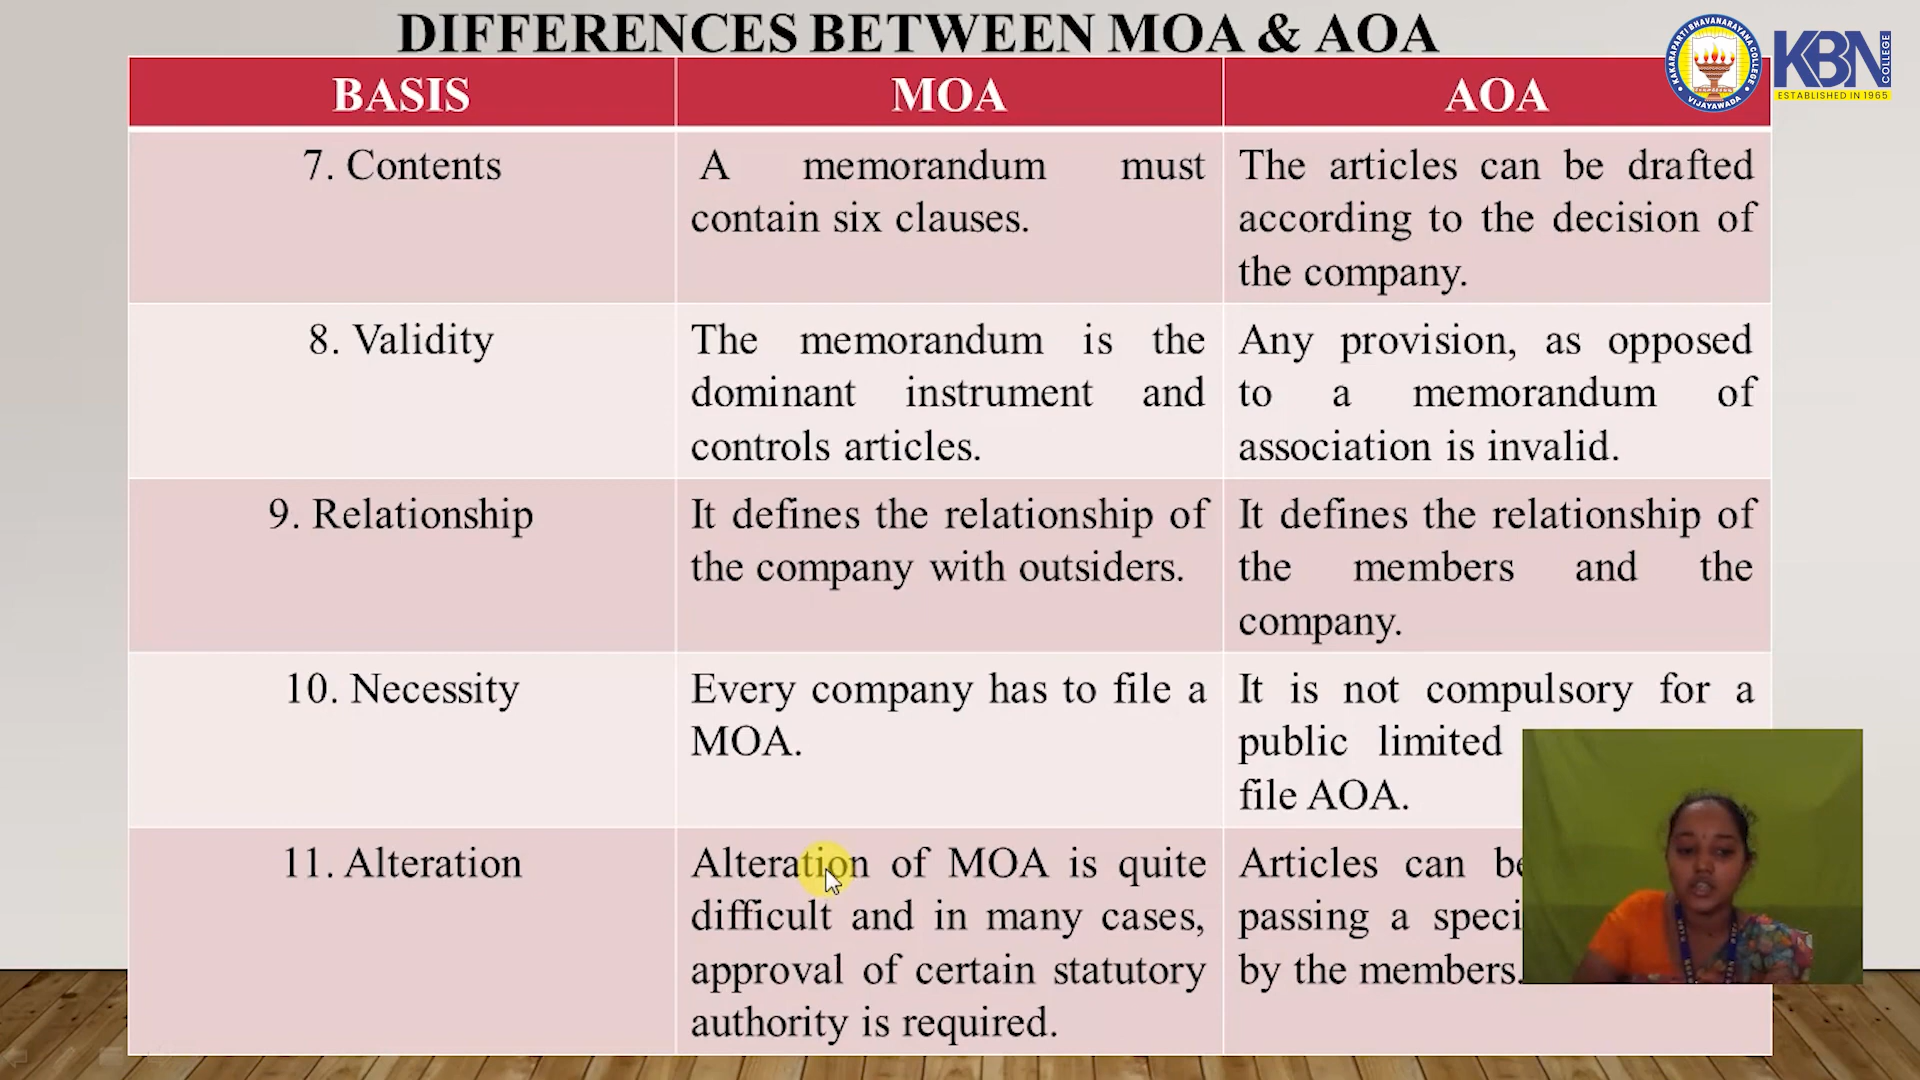 DIFFERENCES BETWEEN MOA & AOA
KAKARAPARTI BHAVANARAYANA COLLEGE
VIJAYAWADA
KBN
COLLEGE
ESTABLISHED IN 1965
BASIS
MOA
AOA
7. Contents
A memorandum must
contain six clauses.
The articles can be drafted
according to the decision of
the company.
8. Validity
The memorandum is the
dominant instrument and
controls articles.
Any provision, as opposed
to a memorandum of
association is invalid.
9. Relationship
It defines the relationship of
the company with outsiders.
It defines the relationship of
the members and the
company.
10. Necessity
Every company has to file a
MOA.
It is not compulsory for a
public limited
file AOA.
11. Alteration
Alteration of MOA is quite
difficult and in many cases,
approval of certain statutory
authority is required.
Articles can
passing a
by the members.